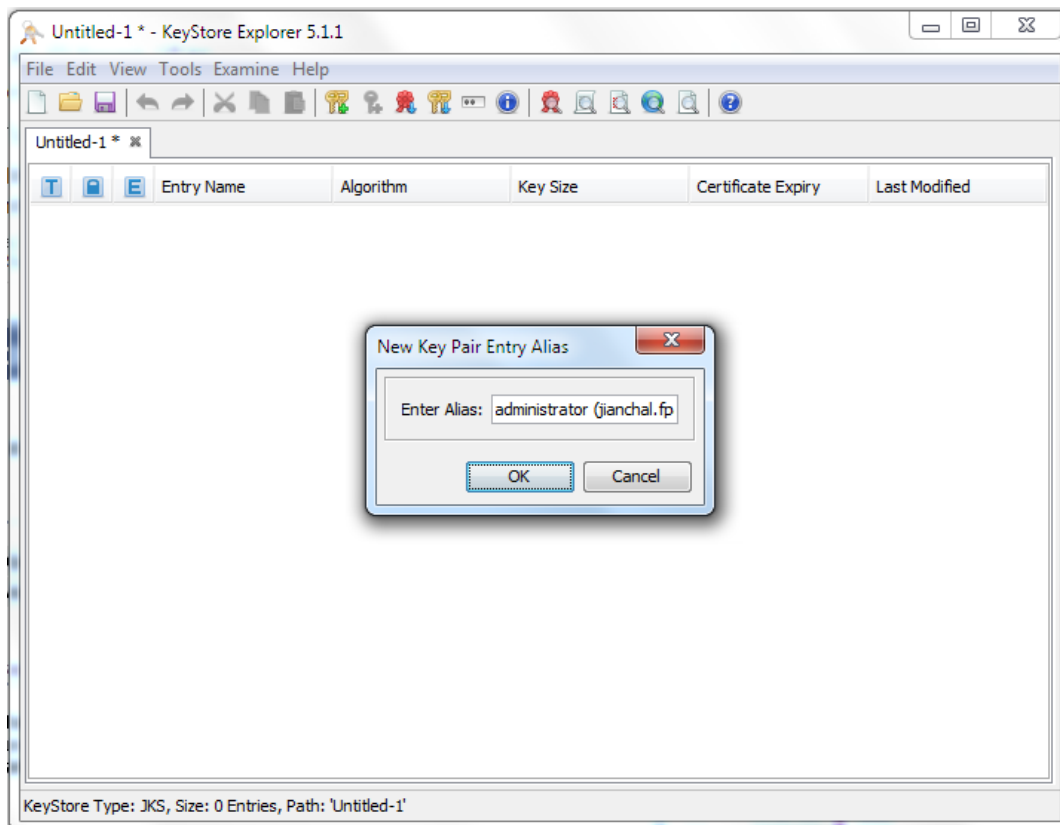 Untitled-1 * - KeyStore Explorer 5.1.1
File Edit View Tools Examine Help
Untitled-1 *
T E Entry Name Algorithm Key Size Certificate Expiry Last Modified
New Key Pair Entry Alias
Enter Alias: administrator (jianchal.fp
OK Cancel
KeyStore Type: JKS, Size: 0 Entries, Path: 'Untitled-1'